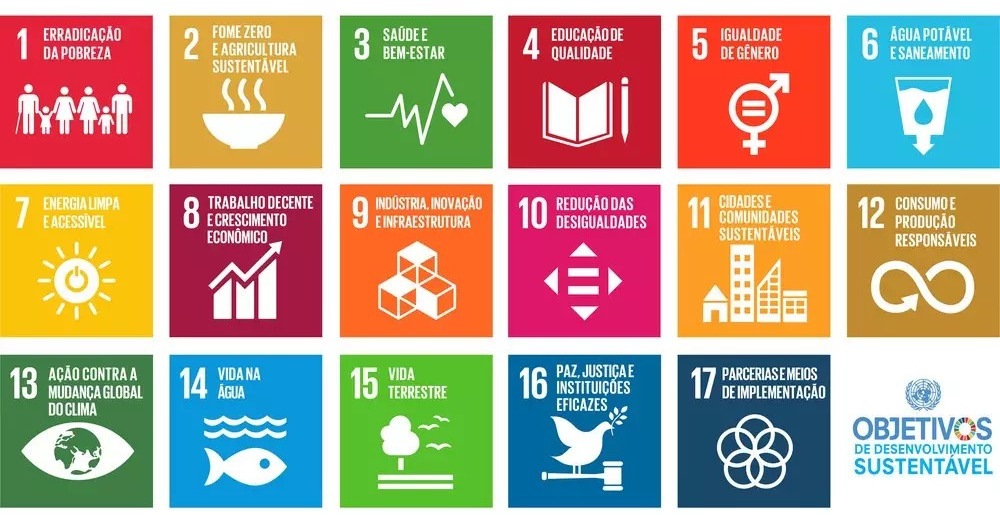 1 ERRADICAÇÃO
DA POBREZA
2 FOME ZERO
E AGRICULTURA
SUSTENTÁVEL
3 SAÚDE E
BEM-ESTAR
4 EDUCAÇÃO DE
QUALIDADE
5 IGUALDADE
DE GÊNERO
6 ÁGUA POTÁVEL
E SANEAMENTO
7 ENERGIA LIMPA
E ACESSÍVEL
8 TRABALHO DECENTE
E CRESCIMENTO
ECONÔMICO
9 INDÚSTRIA, INOVAÇÃO
E INFRAESTRUTURA
10 REDUÇÃO DAS
DESIGUALDADES
11 CIDADES E
COMUNIDADES
SUSTENTÁVEIS
12 CONSUMO E
PRODUÇÃO
RESPONSÁVEIS
13 AÇÃO CONTRA A
MUDANÇA GLOBAL
DO CLIMA
14 VIDA NA
ÁGUA
15 VIDA
TERRESTRE
16 PAZ, JUSTIÇA E
INSTITUIÇÕES
EFICAZES
17 PARCERIAS E MEIOS
DE IMPLEMENTAÇÃO
OBJETIVOS
DE DESENVOLVIMENTO
SUSTENTÁVEL